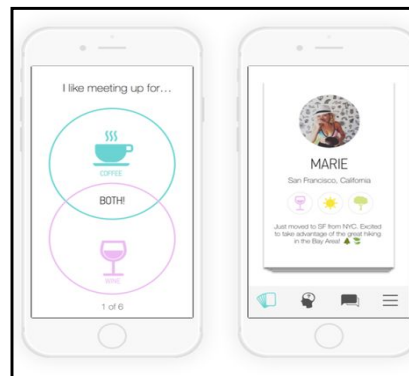 I like meeting up for...
COFFEE
BOTH!
WINE
1 of 6
MARIE
San Francisco, California
Just moved to SF from NYC. Excited
to take advantage of the great hiking
in the Bay Area! 🌲 🍃